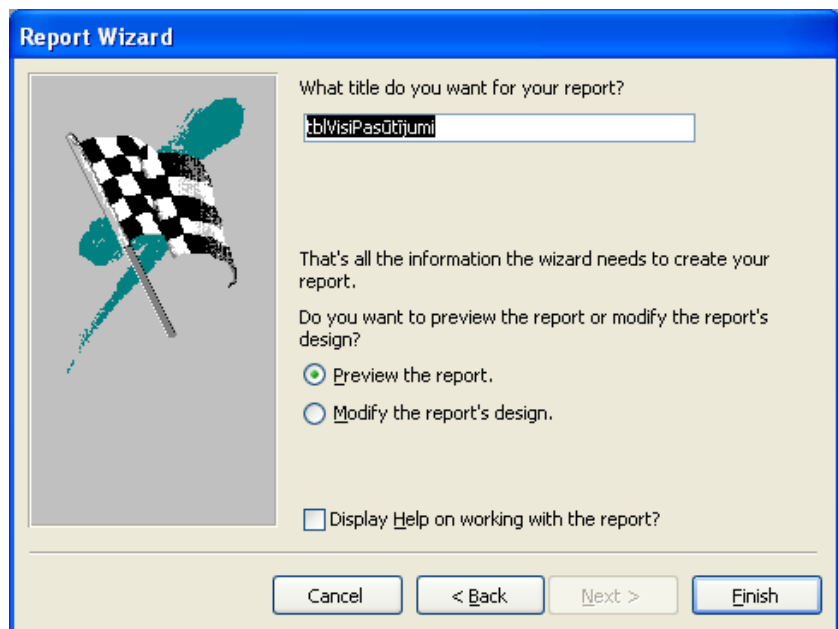 Report Wizard
What title do you want for your report?
tblVisiPasūtījumi
That's all the information the wizard needs to create your
report.
Do you want to preview the report or modify the report's
design?
Preview the report.
Modify the report's design.
Display Help on working with the report?
Cancel
< Back
Next >
Finish